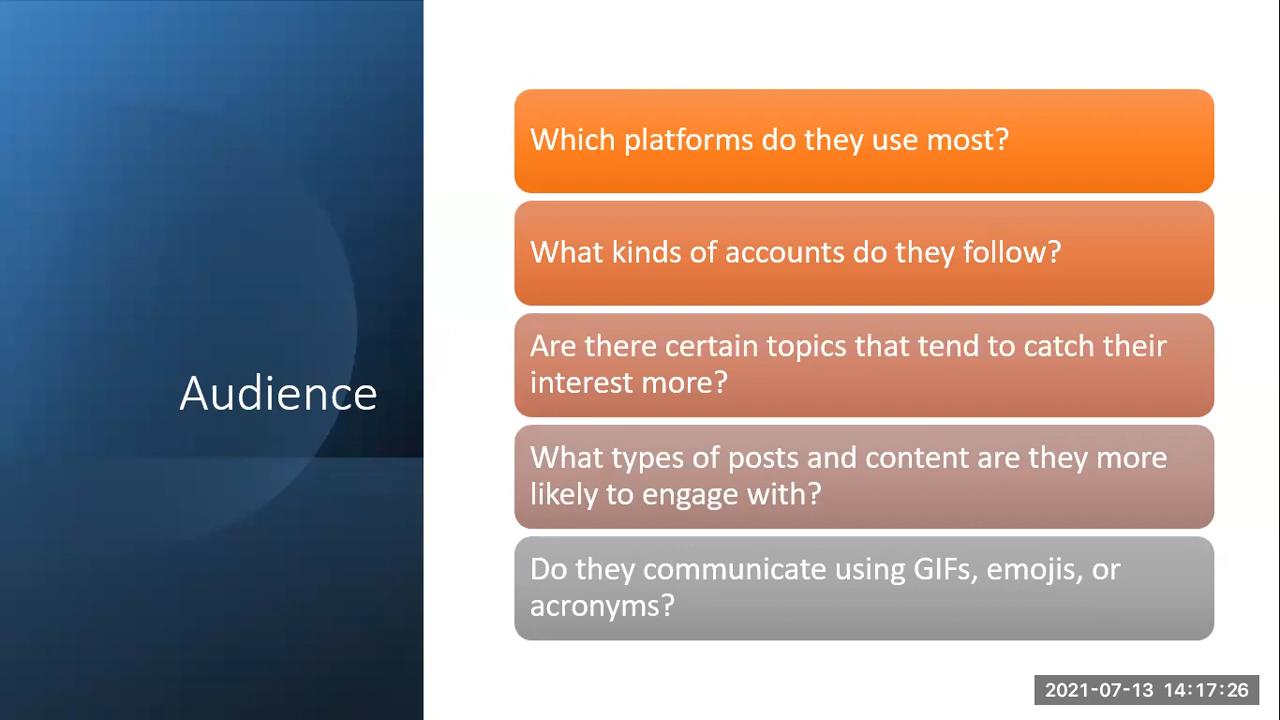 Audience
Which platforms do they use most?
What kinds of accounts do they follow?
Are there certain topics that tend to catch their
interest more?
What types of posts and content are they more
likely to engage with?
Do they communicate using GIFs, emojis, or
acronyms?
2021-07-13 14:17:26